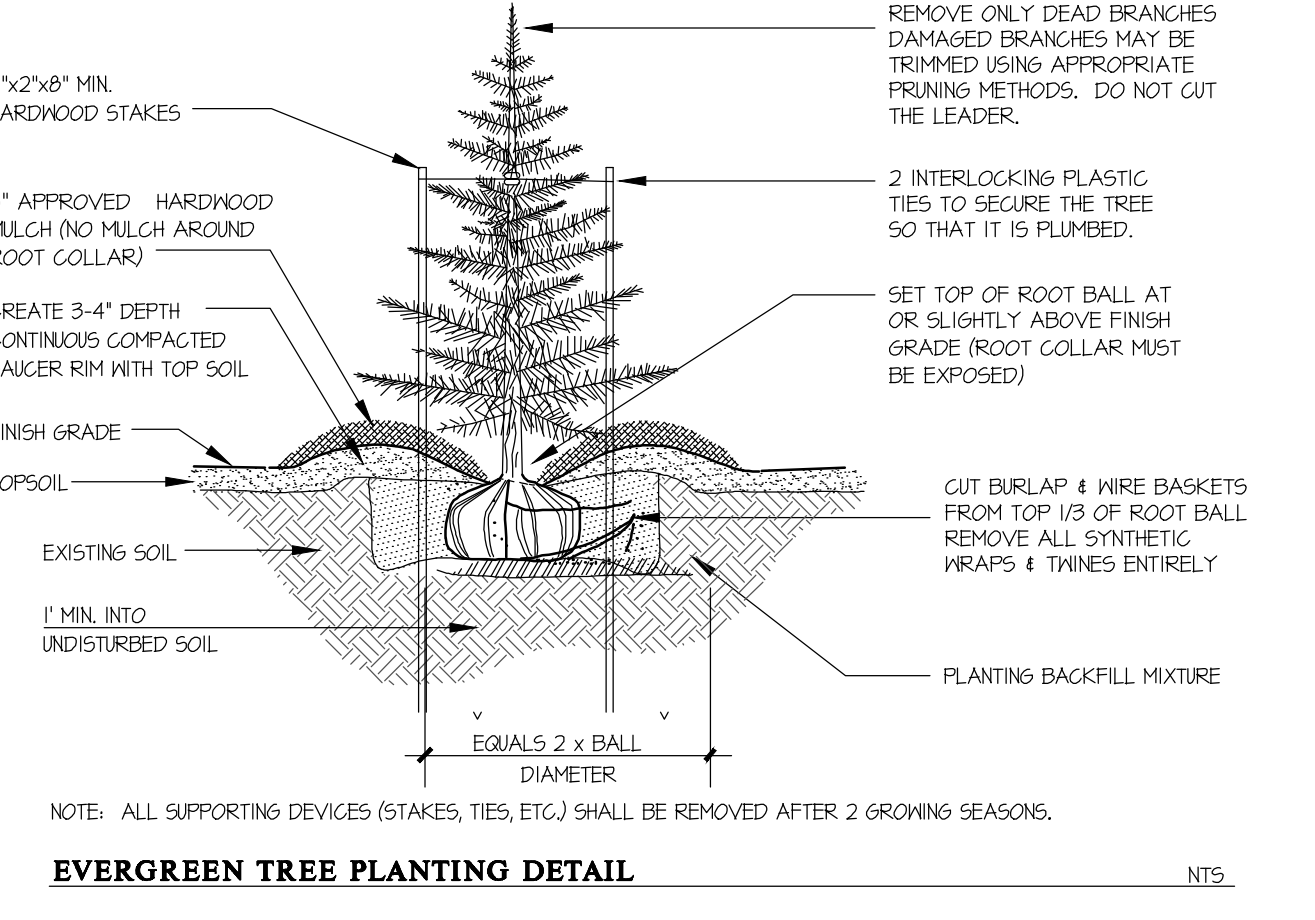 REMOVE ONLY DEAD BRANCHES
DAMAGED BRANCHES MAY BE
TRIMMED USING APPROPRIATE
PRUNING METHODS. DO NOT CUT
THE LEADER.
"x2"x8" MIN.
ARDWOOD STAKES
2 INTERLOCKING PLASTIC
TIES TO SECURE THE TREE
SO THAT IT IS PLUMBED.
" APPROVED HARDWOOD
MULCH (NO MULCH AROUND
ROOT COLLAR)
SET TOP OF ROOT BALL AT
OR SLIGHTLY ABOVE FINISH
GRADE (ROOT COLLAR MUST
BE EXPOSED)
CREATE 3-4" DEPTH
CONTINUOUS COMPACTED
AUCER RIM WITH TOP SOIL
INISH GRADE
OPSOIL
CUT BURLAP & WIRE BASKETS
FROM TOP 1/3 OF ROOT BALL
REMOVE ALL SYNTHETIC
WRAPS & TWINES ENTIRELY
EXISTING SOIL
1' MIN. INTO
UNDISTURBED SOIL
PLANTING BACKFILL MIXTURE
EQUALS 2 x BALL
DIAMETER
NOTE: ALL SUPPORTING DEVICES (STAKES, TIES, ETC.) SHALL BE REMOVED AFTER 2 GROWING SEASONS.
EVERGREEN TREE PLANTING DETAIL
NTS